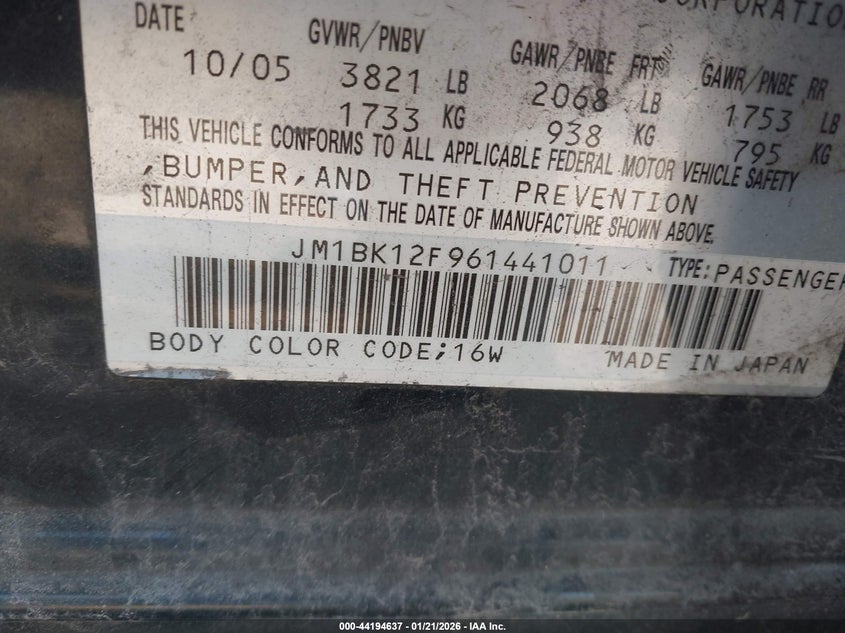 CORPORATION
DATE GVWR/PNBV GAWR/PNBE FRT GAWR/PNBE RR
10/05 3821 LB 2068 LB 1753 LB
1733 KG 938 KG 795 KG
THIS VEHICLE CONFORMS TO ALL APPLICABLE FEDERAL MOTOR VEHICLE SAFETY
,BUMPER,AND THEFT PREVENTION
STANDARDS IN EFFECT ON THE DATE OF MANUFACTURE SHOWN ABOVE.
JM1BK12F961441011 TYPE:PASSENGER
BODY COLOR CODE;16W MADE IN JAPAN
000-44194637 - 01/21/2026 - IAA Inc.